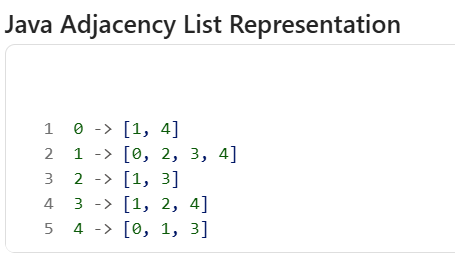 Java Adjacency List Representation
1 0 -> [1, 4]
2 1 -> [0, 2, 3, 4]
3 2 -> [1, 3]
4 3 -> [1, 2, 4]
5 4 -> [0, 1, 3]